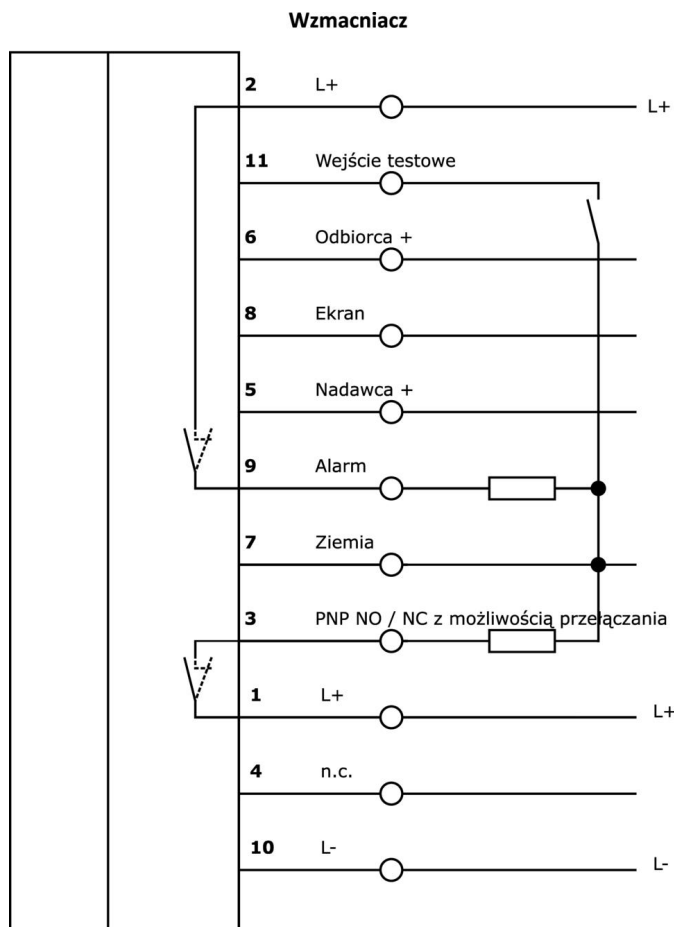 Wzmacniacz
2 L+
L+
11 Wejście testowe
6 Odbiorca +
8 Ekran
5 Nadawca +
9 Alarm
7 Ziemia
3 PNP NO / NC z możliwością przełączania
1 L+
L+
4 n.c.
10 L-
L-